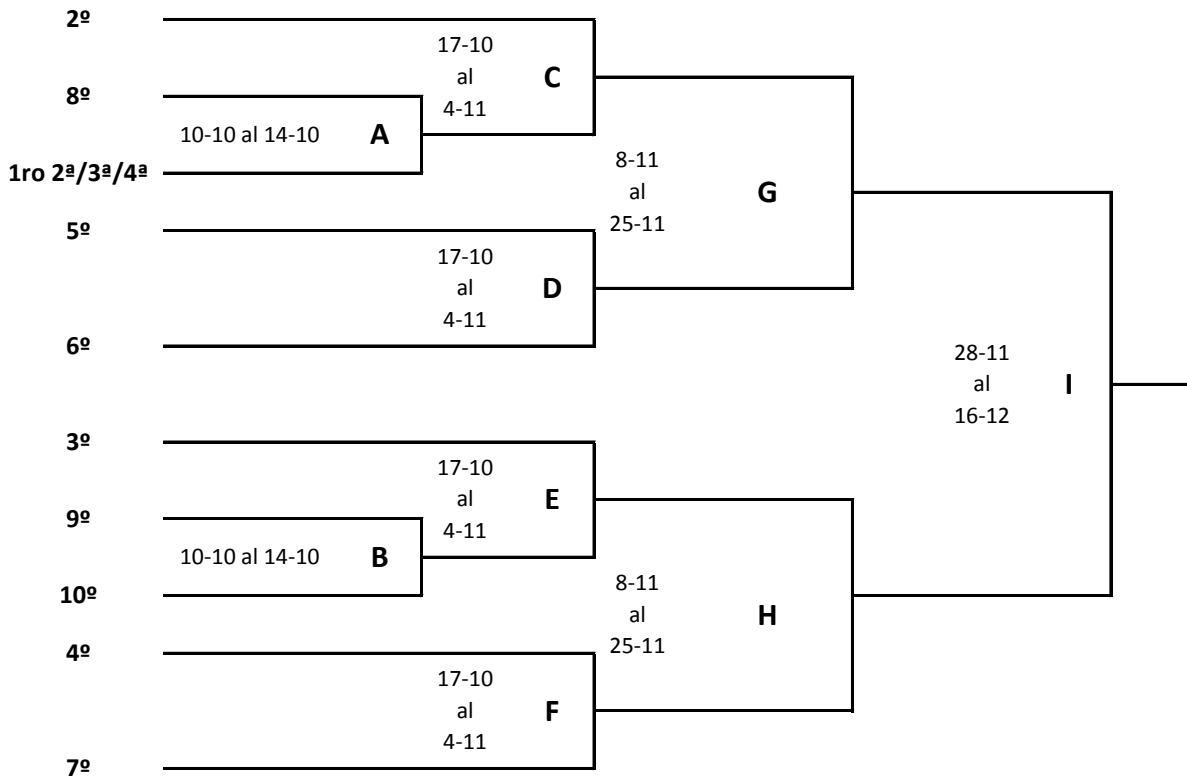 2º
17-10
al
4-11
C
8º
10-10 al 14-10
A
1ro 2ª/3ª/4ª
8-11
al
25-11
G
5º
17-10
al
4-11
D
6º
28-11
al
16-12
I
3º
17-10
al
4-11
E
9º
10-10 al 14-10
B
10º
8-11
al
25-11
H
4º
17-10
al
4-11
F
7º